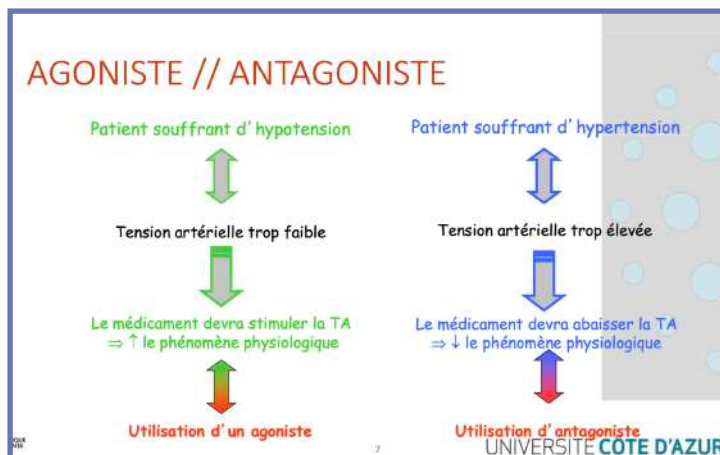 AGONISTE // ANTAGONISTE
Patient souffrant d'hypotension
Tension artérielle trop faible
Le médicament devra stimuler la TA
⇒ ↑ le phénomène physiologique
Utilisation d'un agoniste
Patient souffrant d'hypertension
Tension artérielle trop élevée
Le médicament devra abaisser la TA
⇒ ↓ le phénomène physiologique
Utilisation d'antagoniste
7
UNIVERSITÉ CÔTE D'AZUR